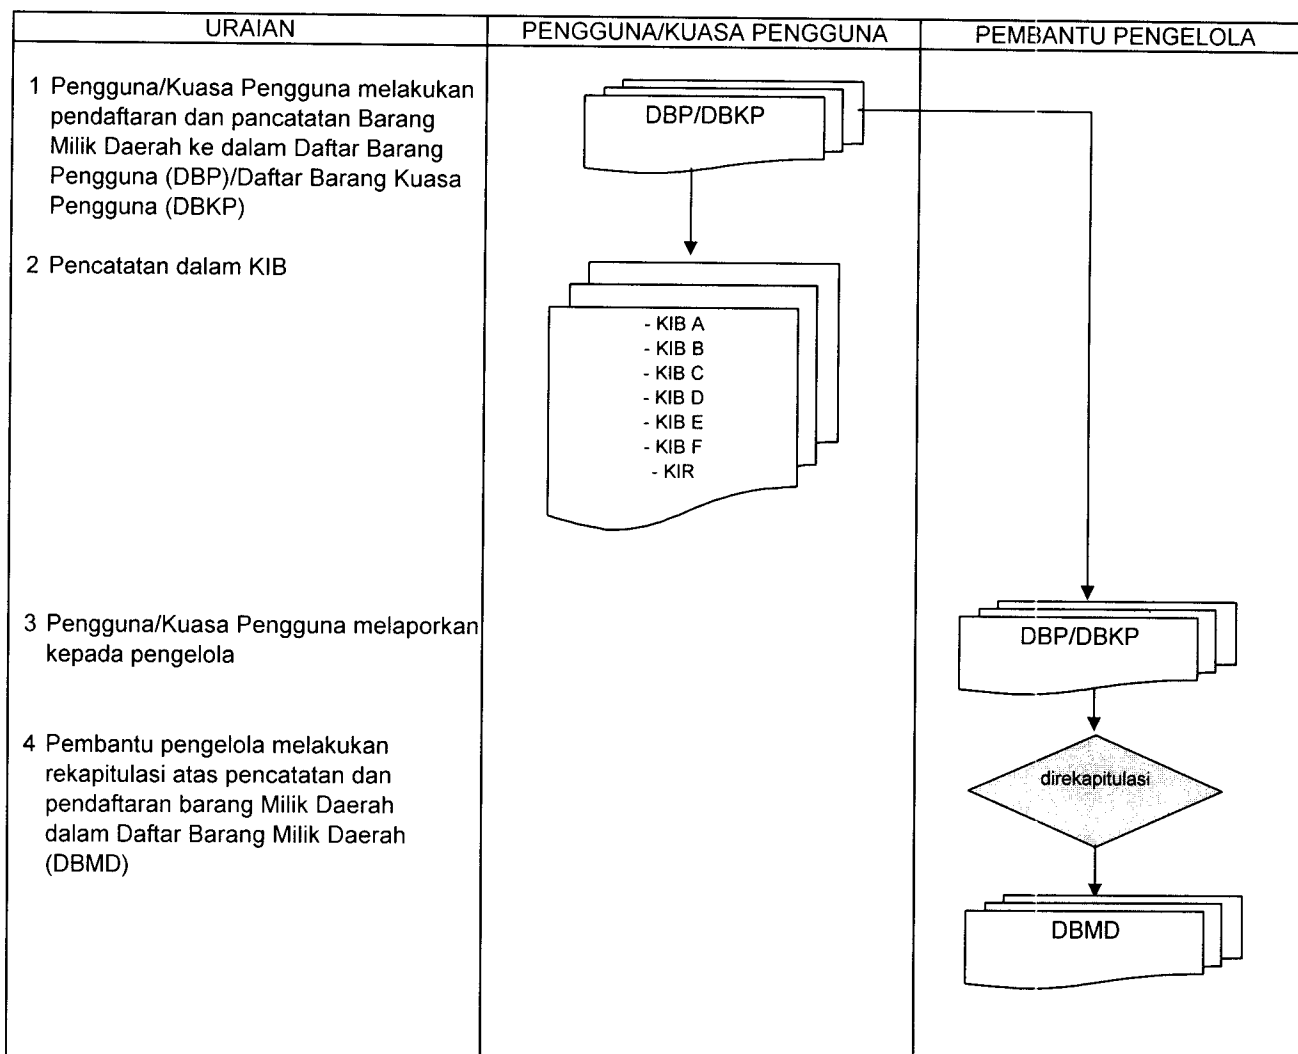 URAIAN
PENGGUNA/KUASA PENGGUNA
PEMBANTU PENGELOLA
1 Pengguna/Kuasa Pengguna melakukan
pendaftaran dan pancatatan Barang
Milik Daerah ke dalam Daftar Barang
Pengguna (DBP)/Daftar Barang Kuasa
Pengguna (DBKP)
DBP/DBKP
2 Pencatatan dalam KIB
- KIB A
- KIB B
- KIB C
- KIB D
- KIB E
- KIB F
- KIR
3 Pengguna/Kuasa Pengguna melaporkan
kepada pengelola
DBP/DBKP
4 Pembantu pengelola melakukan
rekapitulasi atas pencatatan dan
pendaftaran barang Milik Daerah
dalam Daftar Barang Milik Daerah
(DBMD)
direkapitulasi
DBMD